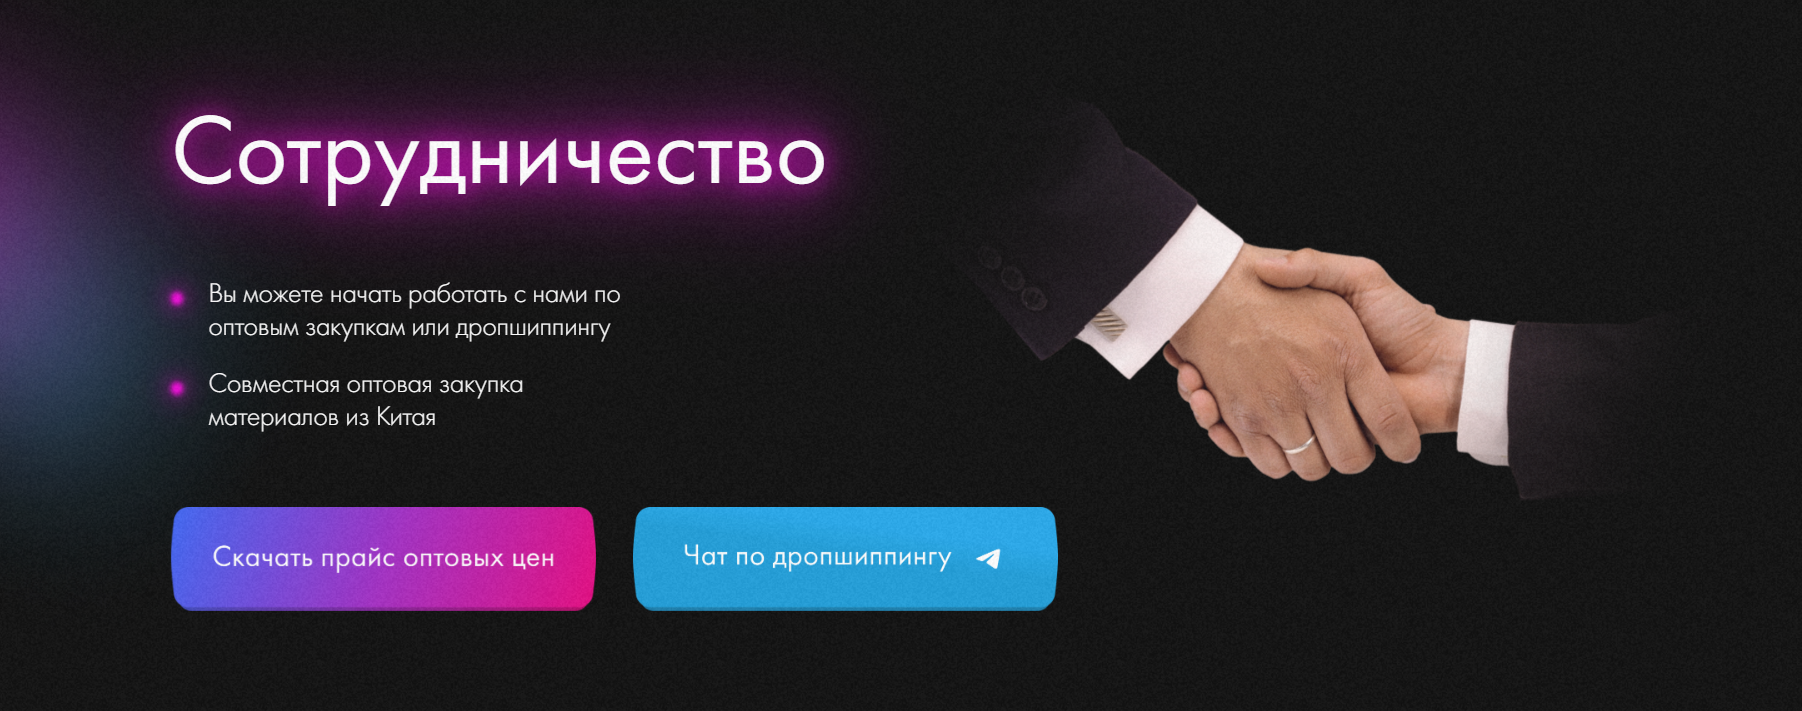 Сотрудничество
Вы можете начать работать с нами по
оптовым закупкам или дропшиппингу
Совместная оптовая закупка
материалов из Китая
Скачать прайс оптовых цен
Чат по дропшиппингу